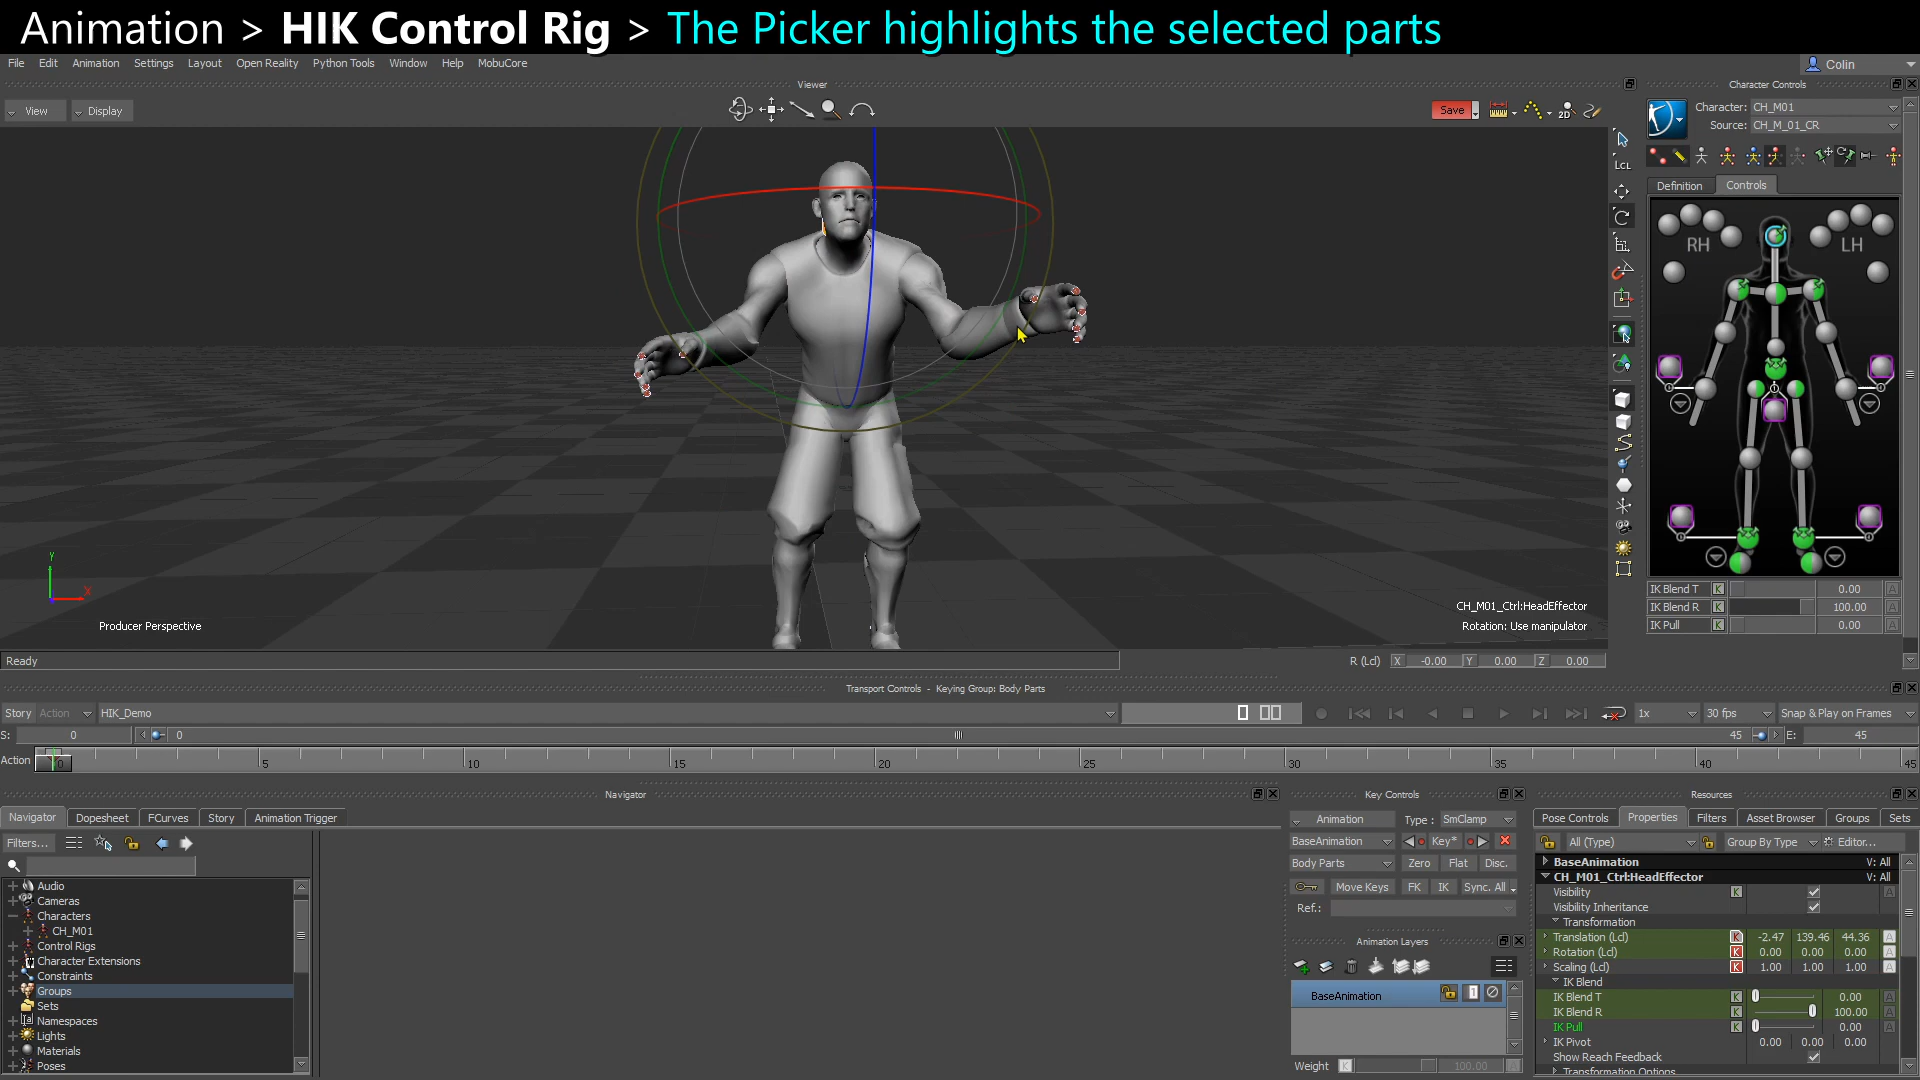 Animation > HIK Control Rig > The Picker highlights the selected parts
File Edit Animation Settings Layout Open Reality Python Tools Window Help MobuCore
Colin
Viewer
Character Controls
View Display
Save
2D
Character: CH_M01
Source: CH_M_01_CR
LCL
Definition Controls
RH LH
Y
X
Producer Perspective
CH_M01_Ctrl:HeadEffector
Rotation: Use manipulator
IK Blend T K 0.00 A
IK Blend R K 100.00 A
IK Pull K 0.00 A
Ready
R (Lcl) X -0.00 Y 0.00 Z 0.00
Transport Controls - Keying Group: Body Parts
Story Action HIK_Demo
1x 30 fps Snap & Play on Frames
S: 0 0 45 E: 45
Action 0 5 10 15 20 25 30 35 40 45
Navigator
Key Controls
Resources
Navigator Dopesheet FCurves Story Animation Trigger
Animation Type : SmClamp
Pose Controls Properties Filters Asset Browser Groups Sets
Filters...
BaseAnimation Key*
All (Type) Group By Type Editor...
Body Parts Zero Flat Disc.
BaseAnimation V: All
CH_M01_Ctrl:HeadEffector V: All
Move Keys FK IK Sync. All
Ref.:
Audio
Cameras
Characters
CH_M01
Control Rigs
Character Extensions
Constraints
Groups
Sets
Namespaces
Lights
Materials
Poses
Animation Layers
BaseAnimation 1
Weight K 100.00 A
Visibility K A
Visibility Inheritance
Transformation
Translation (Lcl) K -2.47 139.46 44.36 A
Rotation (Lcl) K 0.00 0.00 0.00 A
Scaling (Lcl) K 1.00 1.00 1.00 A
IK Blend
IK Blend T K 0.00 A
IK Blend R K 100.00 A
IK Pull K 0.00 A
IK Pivot 0.00 0.00 0.00
Show Reach Feedback
Transformation Options